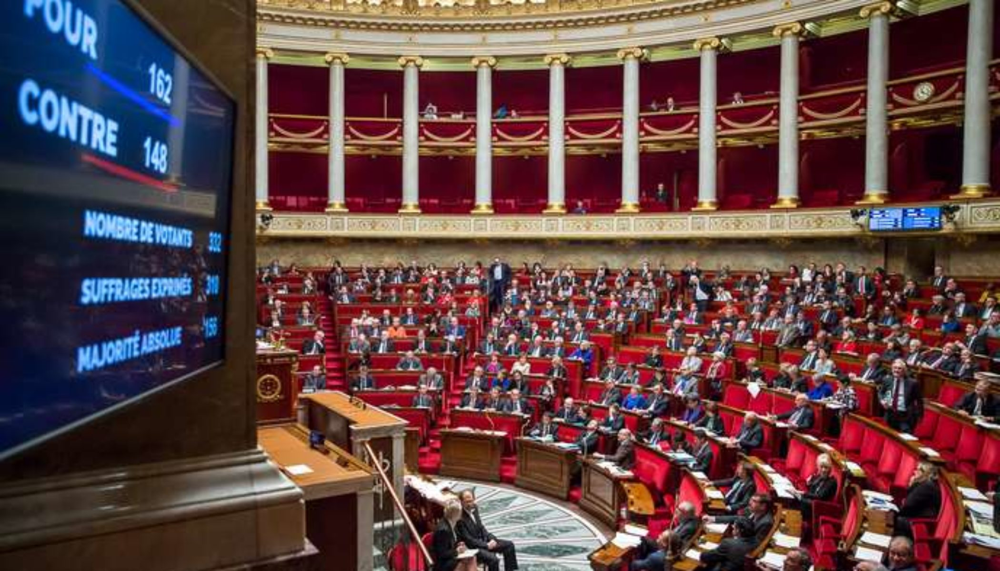 POUR 162
CONTRE 148
NOMBRE DE VOTANTS 332
SUFFRAGES EXPRIMÉS 310
MAJORITÉ ABSOLUE 156